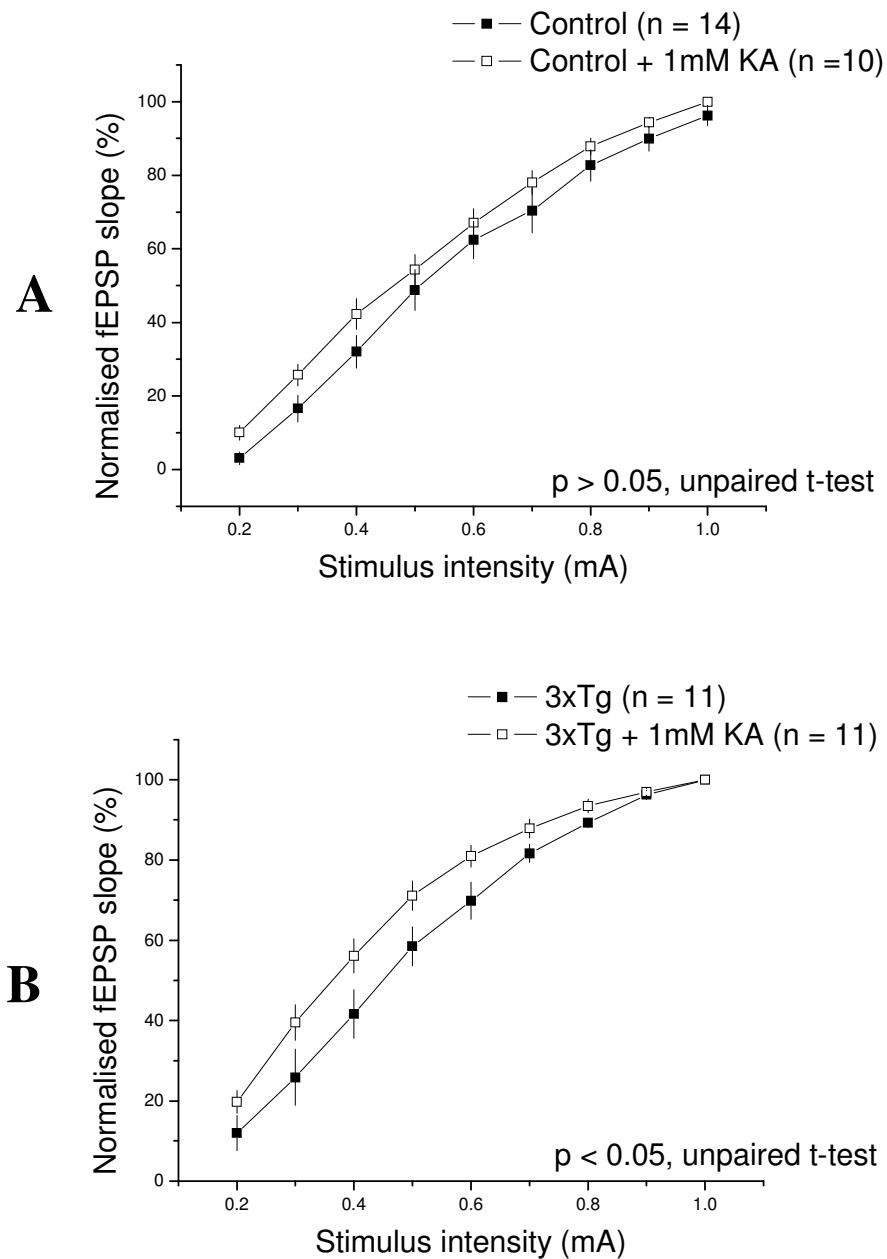 Control (n = 14)
Control + 1mM KA (n =10)
A
Normalised fEPSP slope (%)
100
80
60
40
20
0
p > 0.05, unpaired t-test
0.2 0.4 0.6 0.8 1.0
Stimulus intensity (mA)
3xTg (n = 11)
3xTg + 1mM KA (n = 11)
B
Normalised fEPSP slope (%)
100
80
60
40
20
0
p < 0.05, unpaired t-test
0.2 0.4 0.6 0.8 1.0
Stimulus intensity (mA)